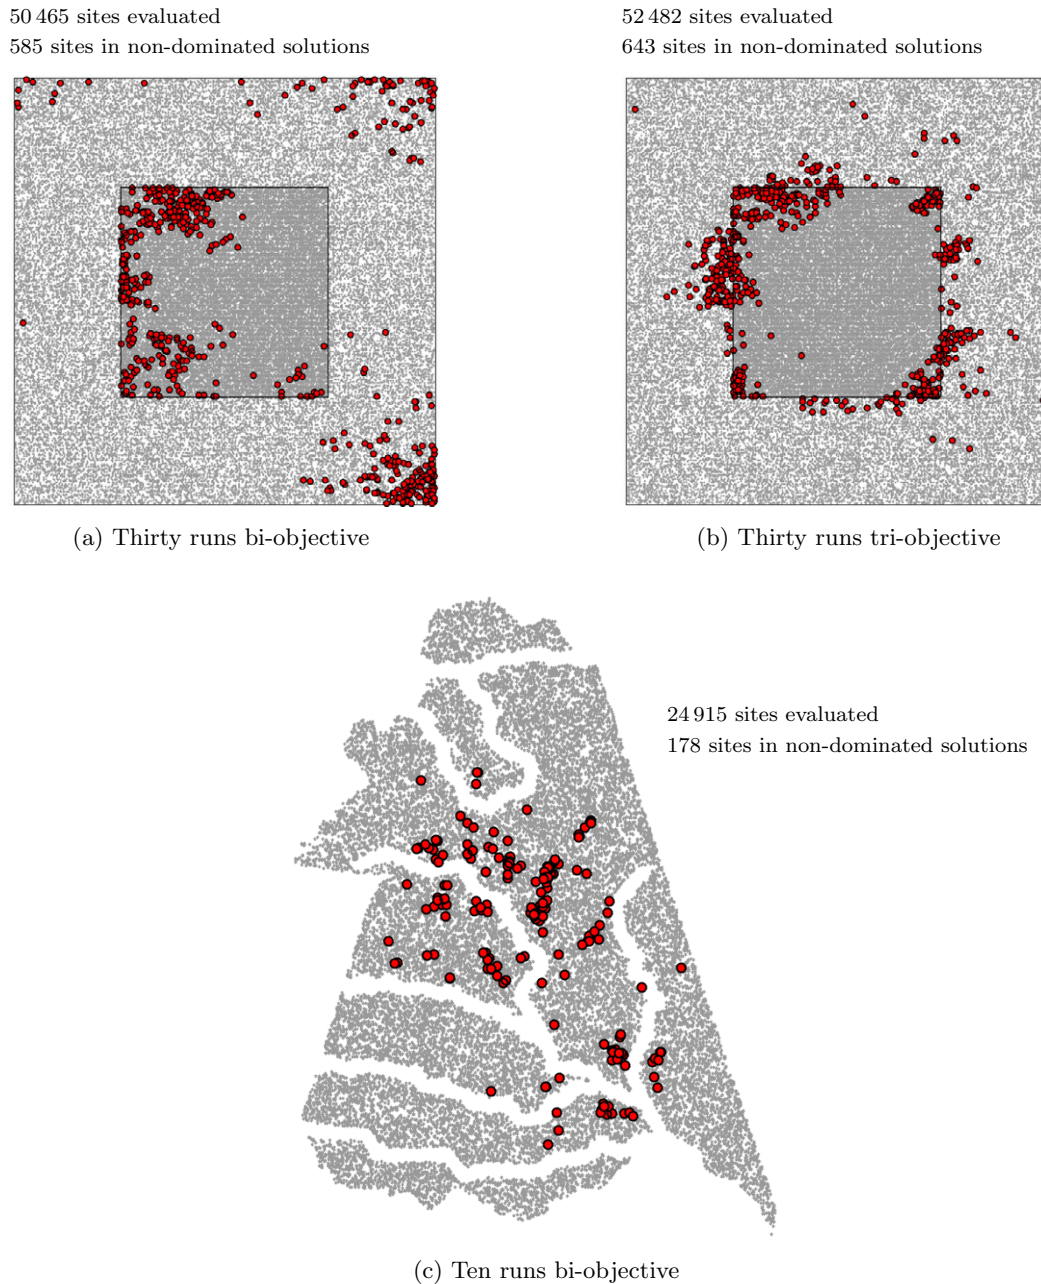 50 465 sites evaluated
585 sites in non-dominated solutions
52 482 sites evaluated
643 sites in non-dominated solutions
(a) Thirty runs bi-objective
(b) Thirty runs tri-objective
24 915 sites evaluated
178 sites in non-dominated solutions
(c) Ten runs bi-objective